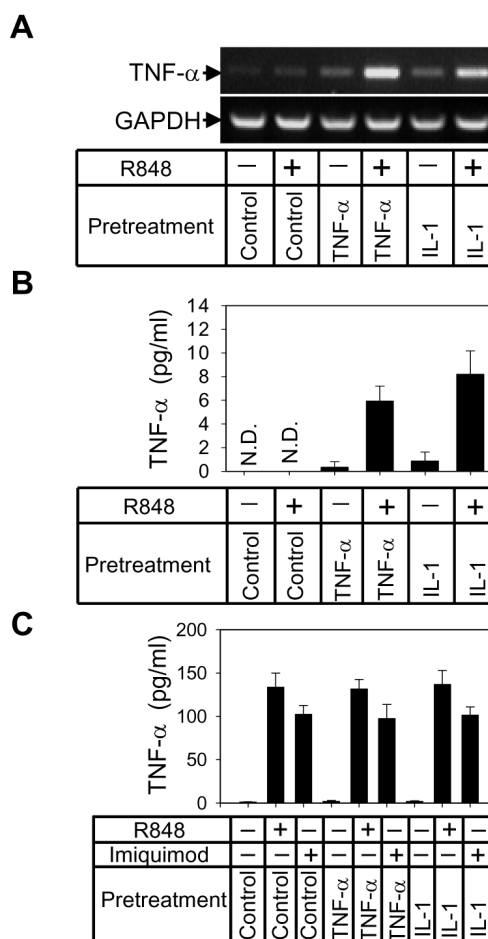 A
TNF-α
GAPDH
R848 – + – + – +
Pretreatment Control Control TNF-α TNF-α IL-1 IL-1
B
14
12
10
8
6
4
2
0
TNF-α (pg/ml)
N.D. N.D.
R848 – + – + – +
Pretreatment Control Control TNF-α TNF-α IL-1 IL-1
C
200
150
100
50
0
TNF-α (pg/ml)
R848 – + – – + – – + –
Imiquimod – – + – – + – – +
Pretreatment Control Control Control TNF-α TNF-α TNF-α IL-1 IL-1 IL-1